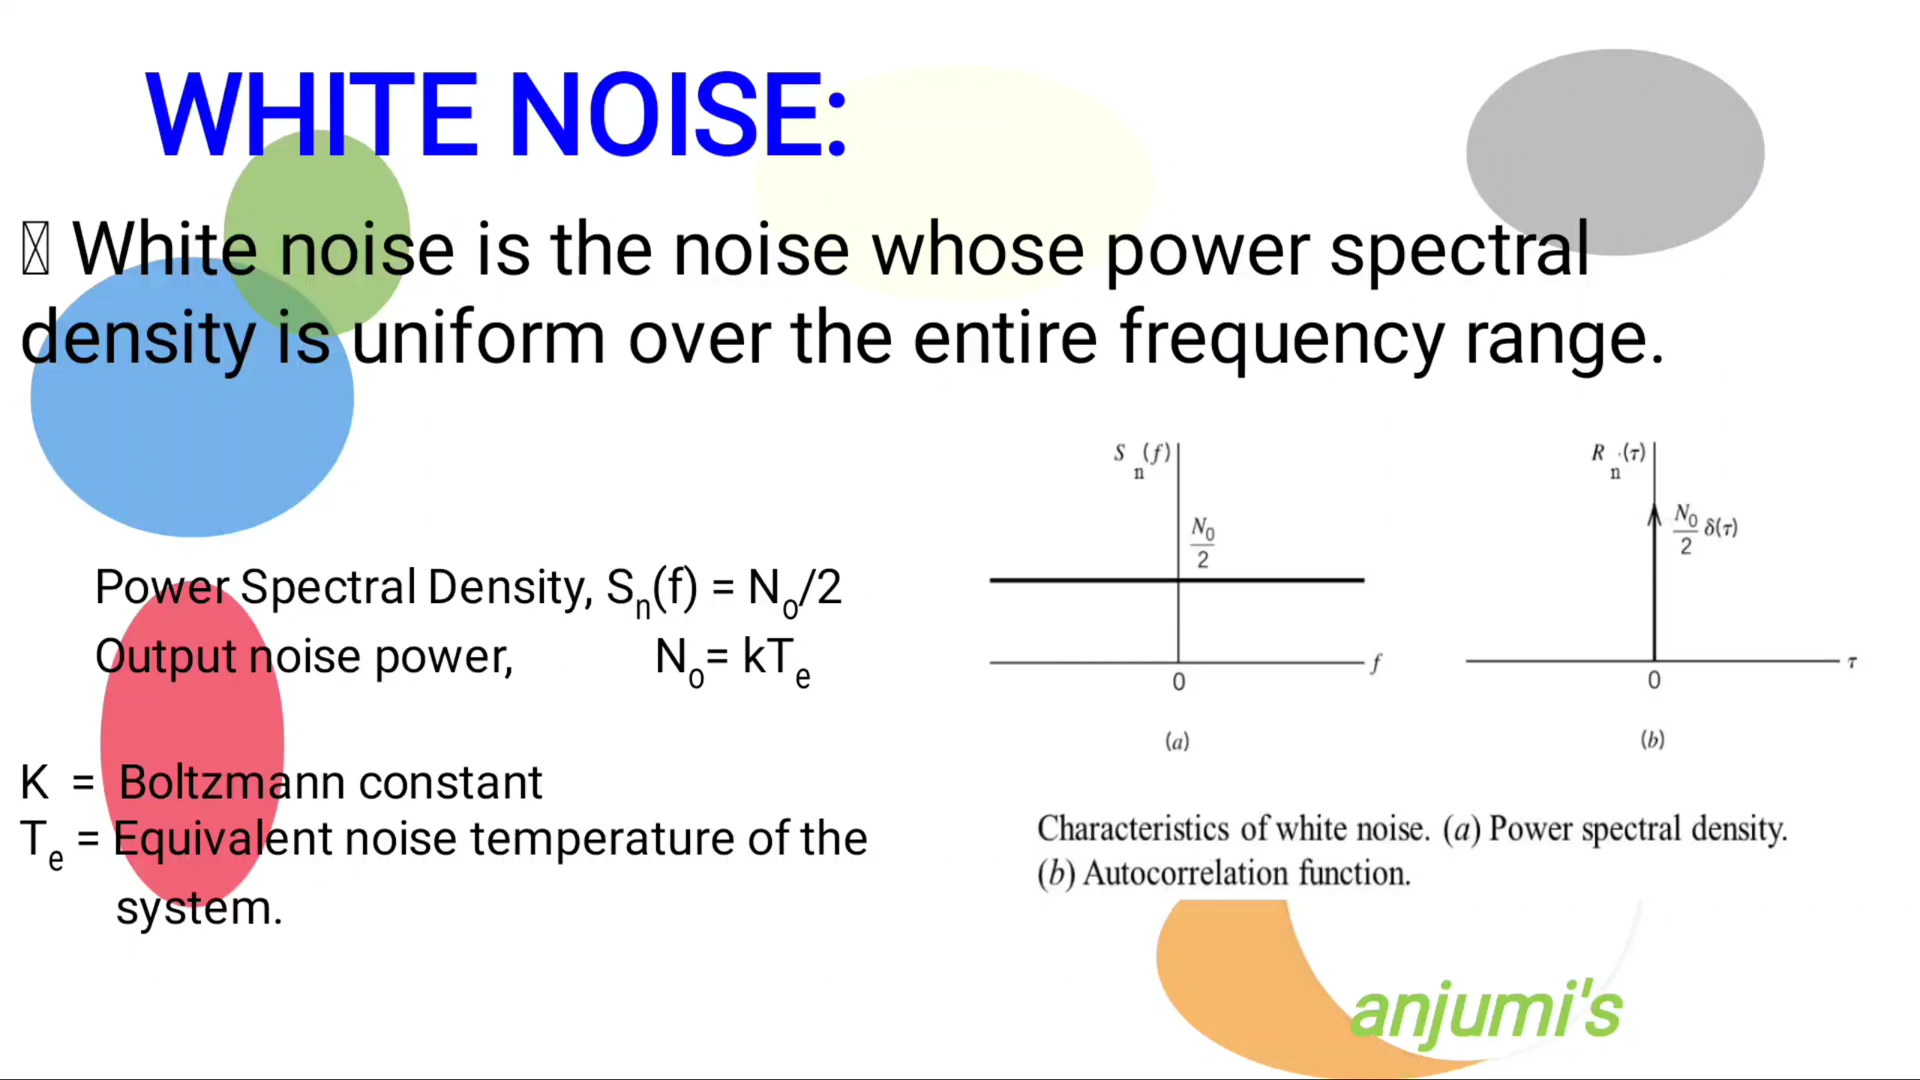 WHITE NOISE:
White noise is the noise whose power spectral
density is uniform over the entire frequency range.
Power Spectral Density, Sn(f) = No/2
Output noise power, No= kTe
K = Boltzmann constant
Te = Equivalent noise temperature of the
system.
S n (f)
N0/2
f
0
(a)
R n (τ)
N0/2 δ(τ)
τ
0
(b)
Characteristics of white noise. (a) Power spectral density.
(b) Autocorrelation function.
anjumi's